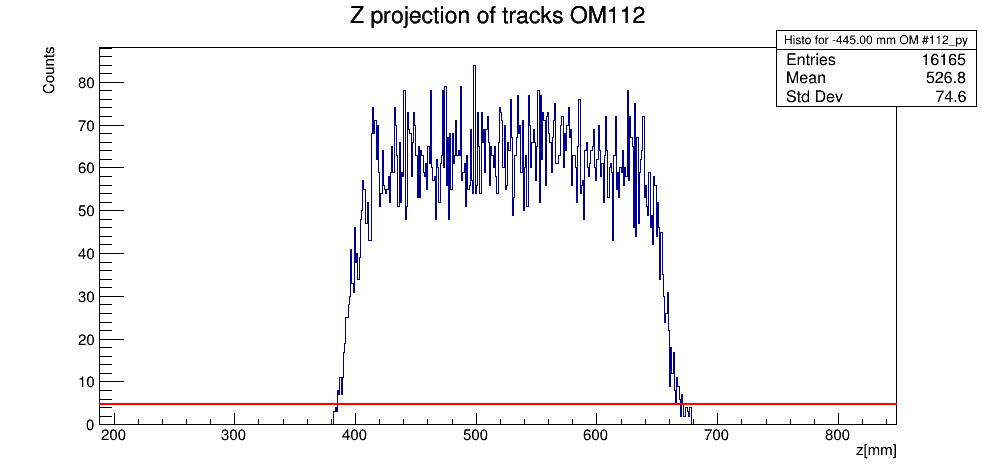 Z projection of tracks OM112
Histo for -445.00 mm OM #112_py
Entries 16165
Mean 526.8
Std Dev 74.6
Counts
80
70
60
50
40
30
20
10
0
200 300 400 500 600 700 800
z[mm]